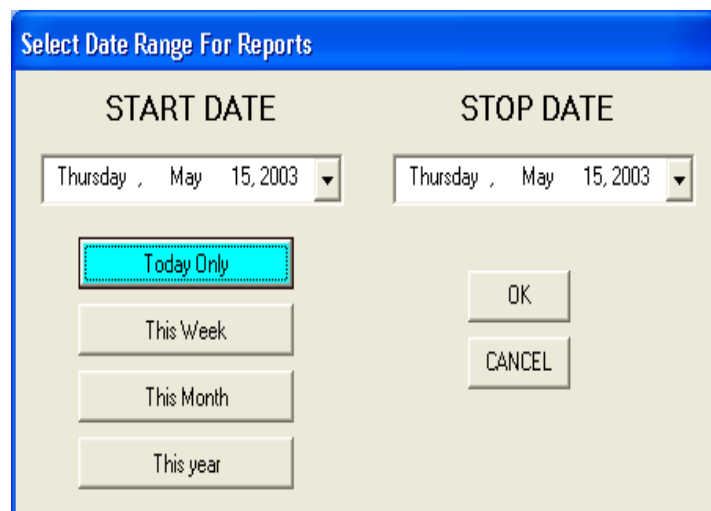 Select Date Range For Reports
START DATE
STOP DATE
Thursday , May 15, 2003
Thursday , May 15, 2003
Today Only
This Week
This Month
This year
OK
CANCEL